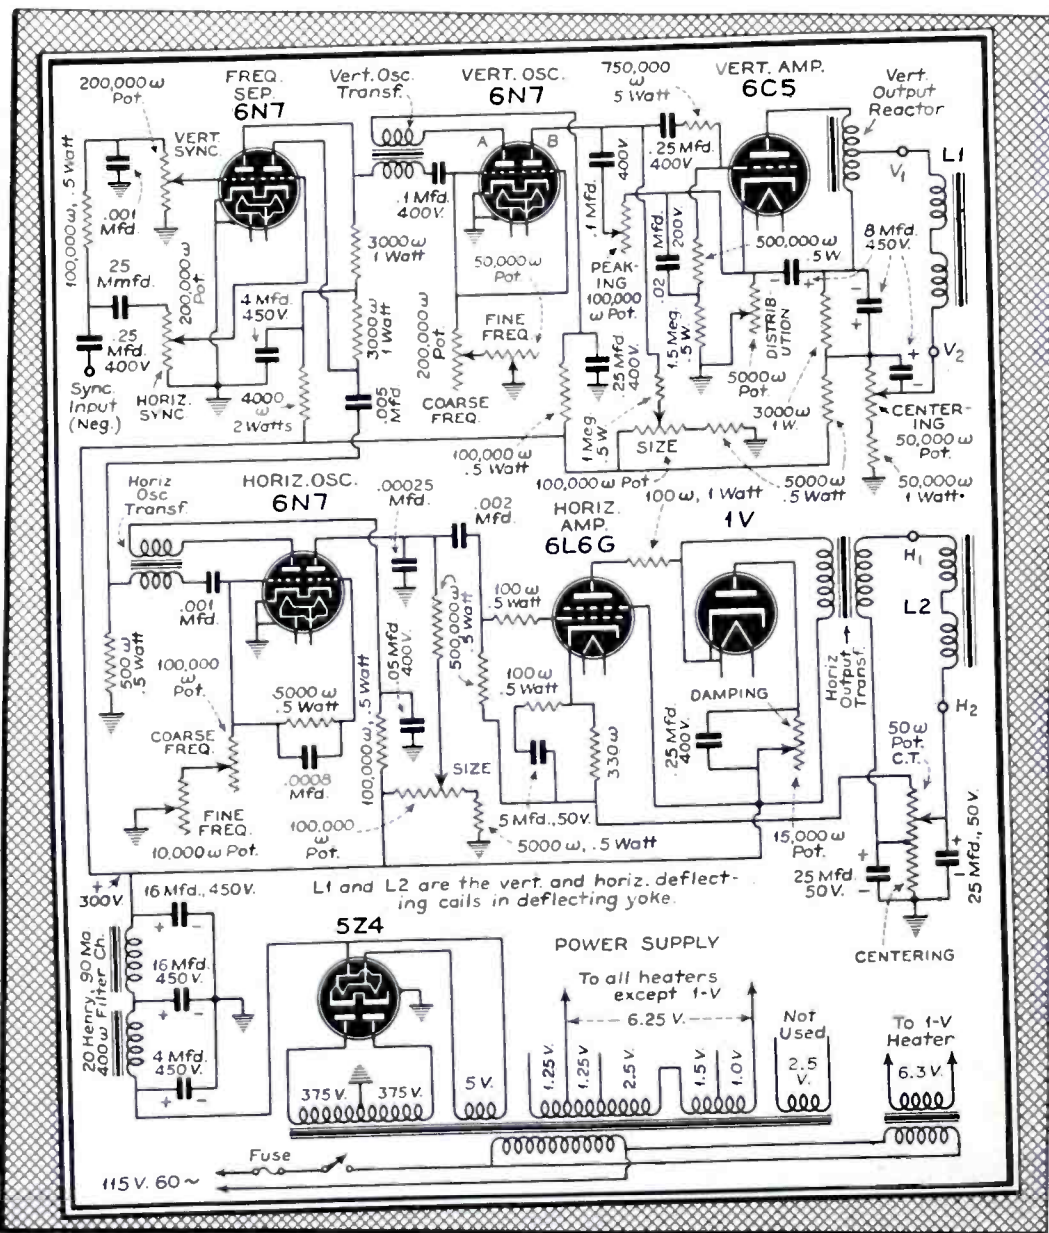 200,000 ω
Pot.
FREQ.
SEP.
6N7
Vert. Osc
Transf.
VERT. OSC.
6N7
750,000
ω
5 Watt
VERT. AMP.
6C5
Vert.
Output
Reactor
VERT.
SYNC.
A
B
.25 Mfd.
400V.
400V
.1 Mfd.
V1
L1
100,000 ω, .5 Watt
.001
Mfd.
.1 Mfd.
400V.
25
Mmfd.
200,000 ω
Pot
4 Mfd.
450V.
3000 ω
1 Watt
50,000 ω
Pot.
PEAK-
ING
100,000
ω Pot.
.02 Mfd.
200V.
500,000 ω
.5 W.
8 Mfd.
450V.
.25
Mfd.
400V
Sync.
Input
(Neg.)
HORIZ.
SYNC.
4000
ω
2 Watts
3000 ω
1 Watt
.005
Mfd
200,000 ω
Pot.
FINE FREQ.
COARSE
FREQ.
.25 Mfd.
400V
1.5 Meg.
.5 W.
DISTRIB
UTION
5000 ω
Pot.
3000 ω
1 W.
V2
CENTER-
ING
50,000 ω
Pot.
100,000 ω
.5 Watt
1 Meg.
.5 W.
SIZE
100,000 ω Pot
5000 ω
.5 Watt
50,000 ω
1 Watt
Horiz
Osc
Transf.
HORIZ. OSC.
6N7
.00025
Mfd.
.002
Mfd.
HORIZ.
AMP.
6L6G
100 ω, 1 Watt
1V
H1
L2
.001
Mfd.
100 ω
.5 Watt
500 ω
.5 Watt
100,000
ω Pot.
5000 ω
.5 Watt
.0008
Mfd.
100,000 ω, .5 Watt
.05 Mfd
400V.
500,000 ω
.5 Watt
100 ω
.5 Watt
330 ω
DAMPING
.25 Mfd.
400V.
Horiz
Output
Transf.
H2
50 ω
Pot.
C.T.
COARSE
FREQ.
FINE
FREQ.
10,000 ω Pot.
SIZE
100,000
ω
Pot.
5 Mfd., 50V.
5000 ω, .5 Watt
15,000 ω
Pot.
25 Mfd.
50V.
25 Mfd., 50V.
CENTERING
+
300V.
16 Mfd., 450V.
L1 and L2 are the vert. and horiz. deflect-
ing cails in deflecting yoke.
20 Henry, 90 Ma
400 ω Filter Ch.
16 Mfd.
450 V.
4 Mfd.
450V.
5Z4
POWER SUPPLY
To all heaters
except 1-V
6.25 V.
Not
Used
2.5
V.
To 1-V
Heater
6.3V.
375 V.
375 V.
5 V.
1.25 V.
1.25 V.
2.5 V.
1.5 V.
1.0 V
Fuse
115 V. 60 ~